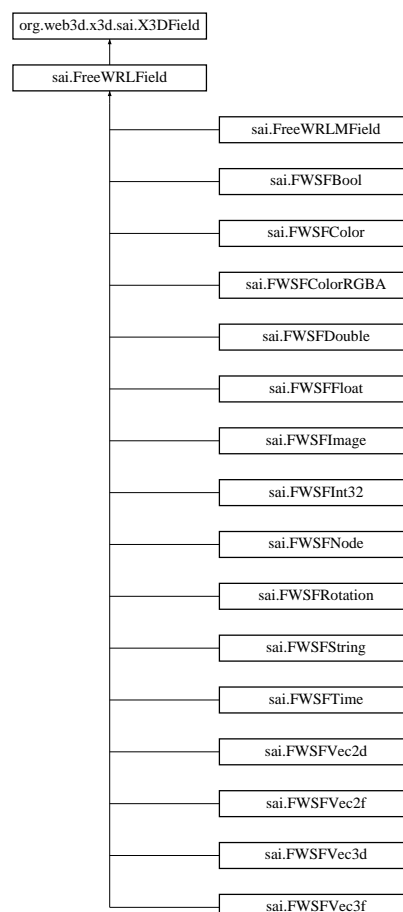 org.web3d.x3d.sai.X3DField
sai.FreeWRLField
sai.FreeWRLMField
sai.FWSFBool
sai.FWSFColor
sai.FWSFColorRGBA
sai.FWSFDouble
sai.FWSFFloat
sai.FWSFImage
sai.FWSFInt32
sai.FWSFNode
sai.FWSFRotation
sai.FWSFString
sai.FWSFTime
sai.FWSFVec2d
sai.FWSFVec2f
sai.FWSFVec3d
sai.FWSFVec3f